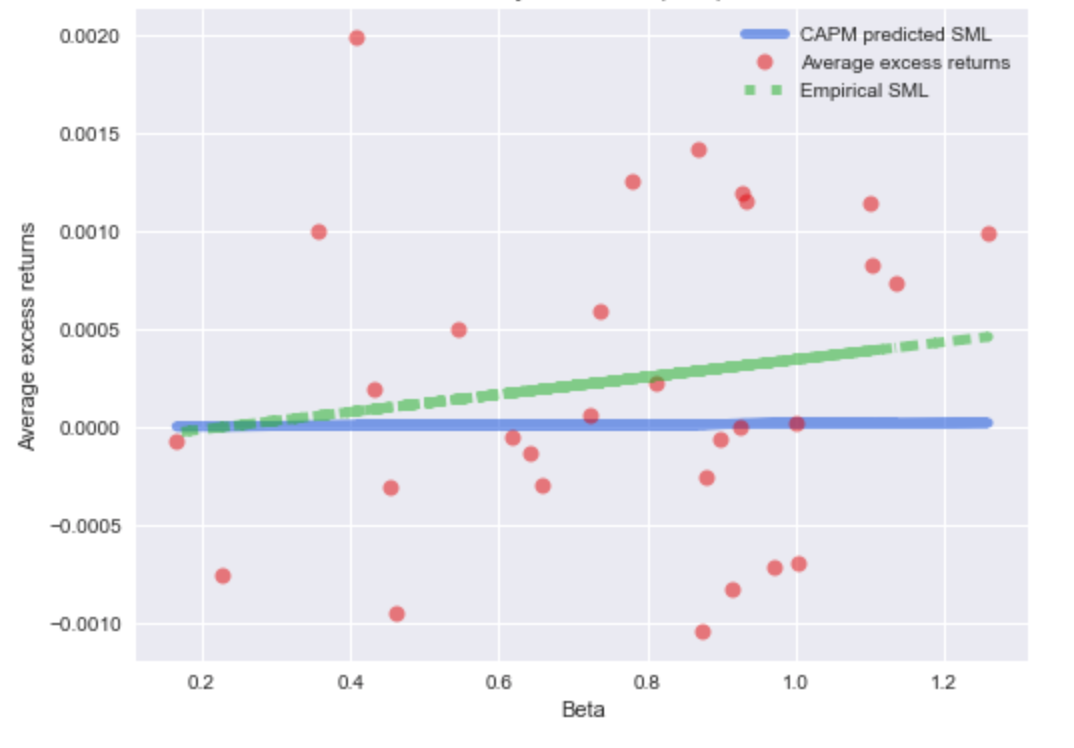 0.0020
0.0015
0.0010
0.0005
0.0000
−0.0005
−0.0010
Average excess returns
CAPM predicted SML
Average excess returns
Empirical SML
0.2 0.4 0.6 0.8 1.0 1.2
Beta